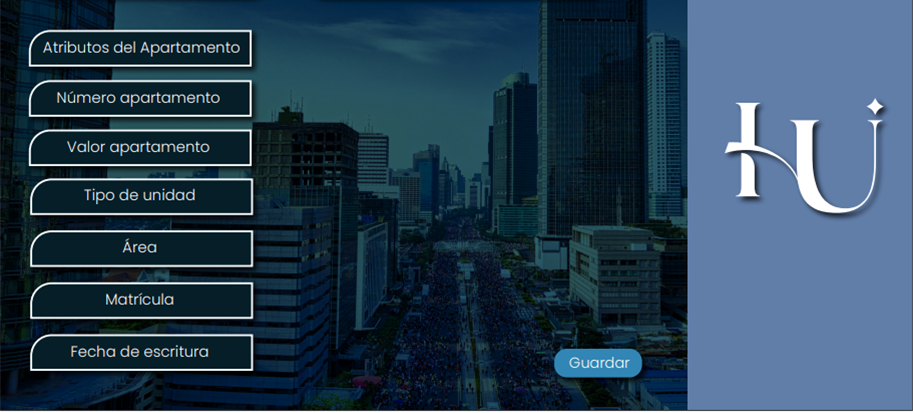 Atributos del Apartamento
Número apartamento
Valor apartamento
Tipo de unidad
Área
Matrícula
Fecha de escritura
Guardar
HU